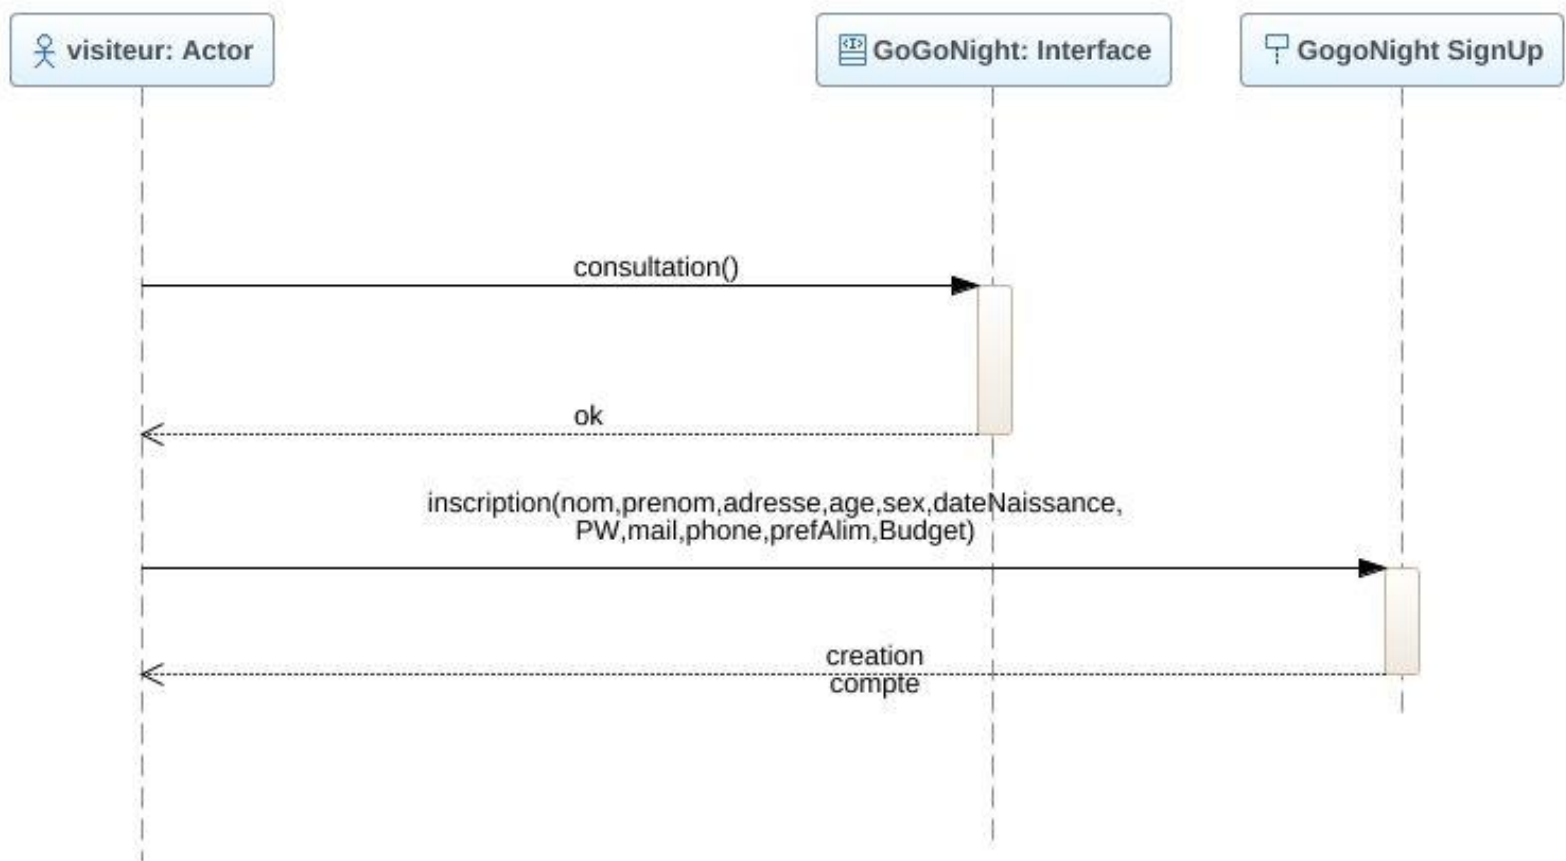 visiteur: Actor
GoGoNight: Interface
GogoNight SignUp
consultation()
ok
inscription(nom,prenom,adresse,age,sex,dateNaissance,
PW,mail,phone,prefAlim,Budget)
creation
compte